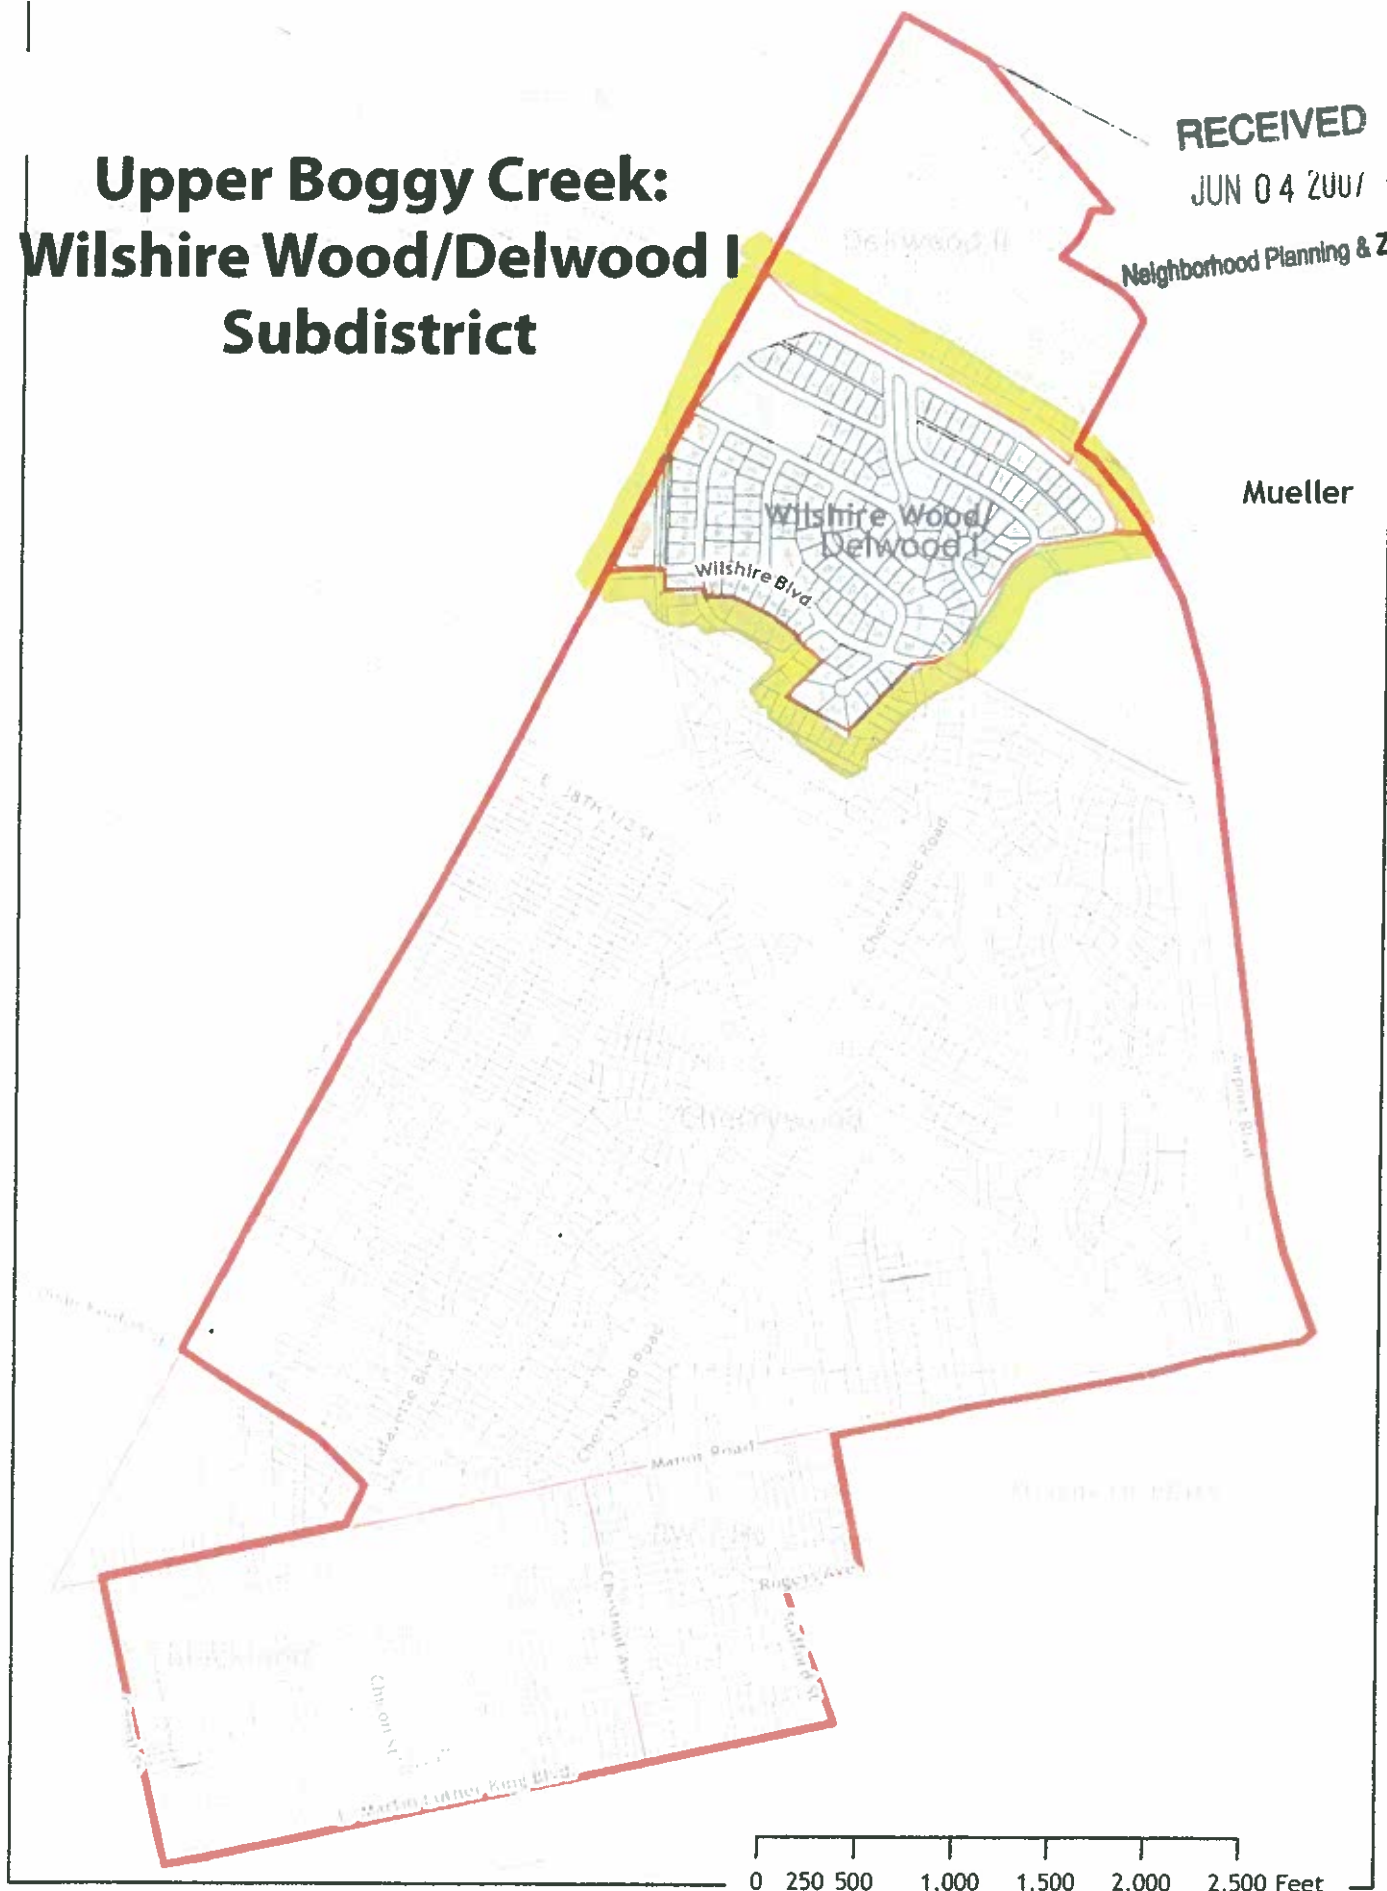 Upper Boggy Creek:
Wilshire Wood/Delwood I
Subdistrict
RECEIVED
JUN 04 2007
Neighborhood Planning & Z
Delwood II
Mueller
Wilshire Wood/
Delwood I
Wilshire Blvd.
38TH 1/2 St
Cherrywood Road
Cherrywood
Airport Blvd
Lafayette Blvd
Cherrywood Road
Manor Road
Rogers Ave
Chestnut Ave
Stafford St.
Blackland
E. Martin Luther King Blvd.
0 250 500 1,000 1,500 2,000 2,500 Feet